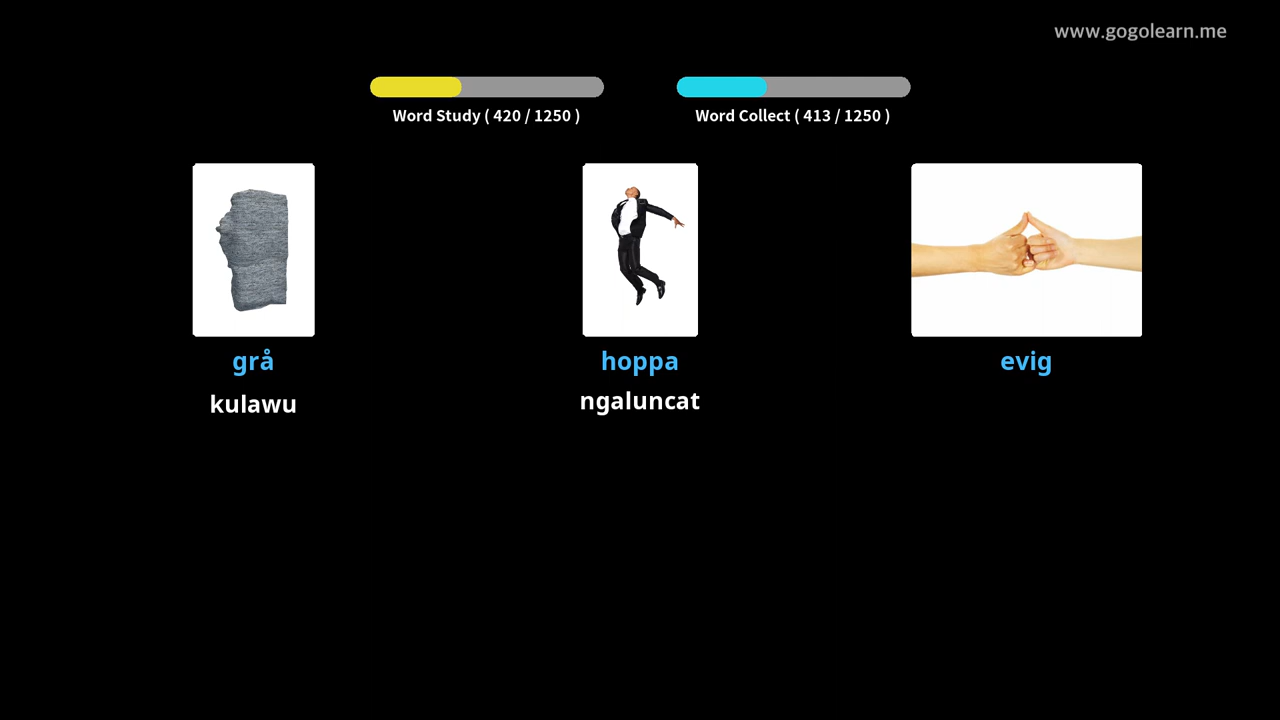 www.gogolearn.me
Word Study ( 420 / 1250 )
Word Collect ( 413 / 1250 )
grå
hoppa
evig
kulawu
ngaluncat